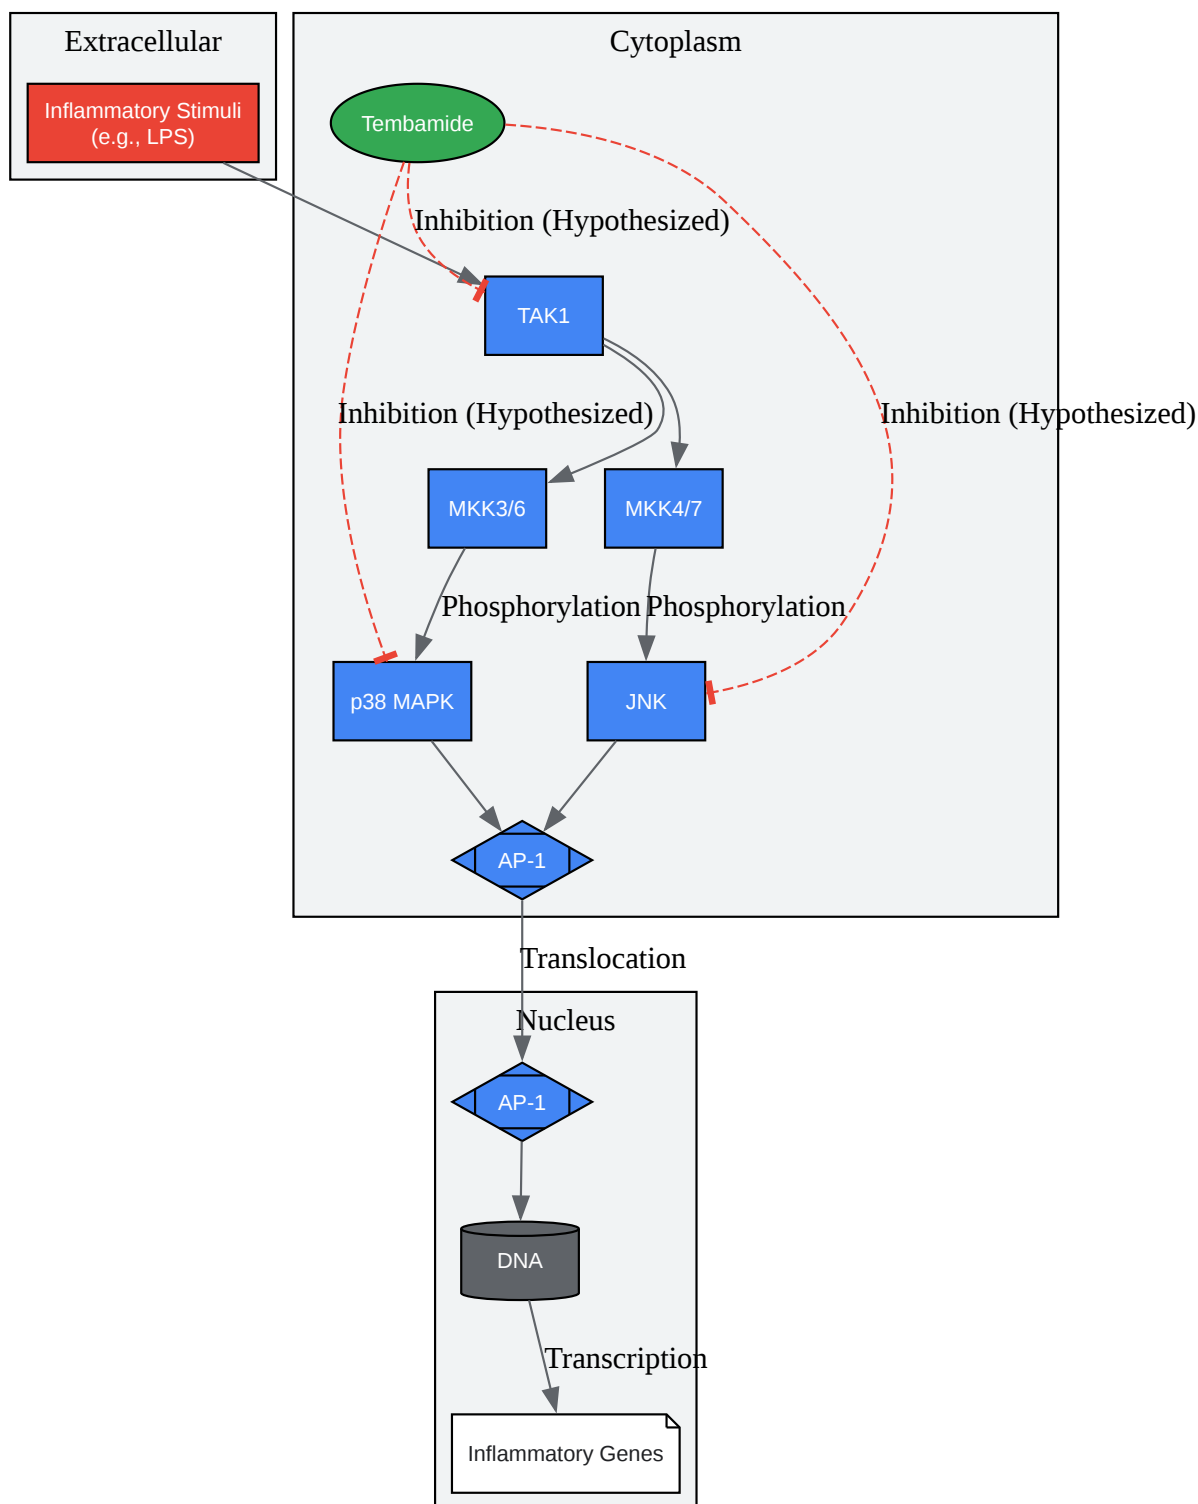 Extracellular
Cytoplasm
Inflammatory Stimuli
(e.g., LPS)
Tembamide
Inhibition (Hypothesized)
TAK1
Inhibition (Hypothesized)
Inhibition (Hypothesized)
MKK3/6
MKK4/7
Phosphorylation
Phosphorylation
p38 MAPK
JNK
AP-1
Translocation
Nucleus
AP-1
DNA
Transcription
Inflammatory Genes